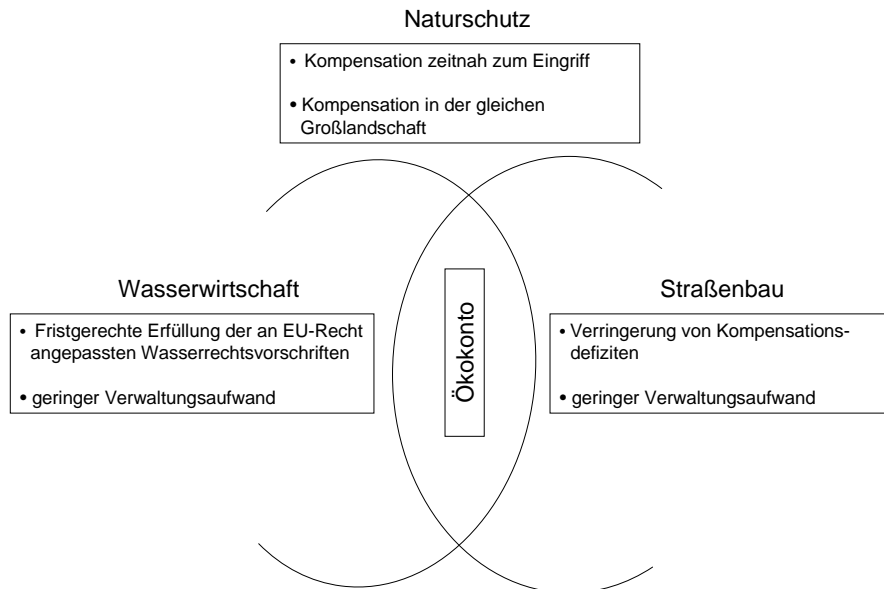 Naturschutz
• Kompensation zeitnah zum Eingriff
• Kompensation in der gleichen
Großlandschaft
Wasserwirtschaft
• Fristgerechte Erfüllung der an EU-Recht
angepassten Wasserrechtsvorschriften
• geringer Verwaltungsaufwand
Ökokonto
Straßenbau
• Verringerung von Kompensations-
defiziten
• geringer Verwaltungsaufwand